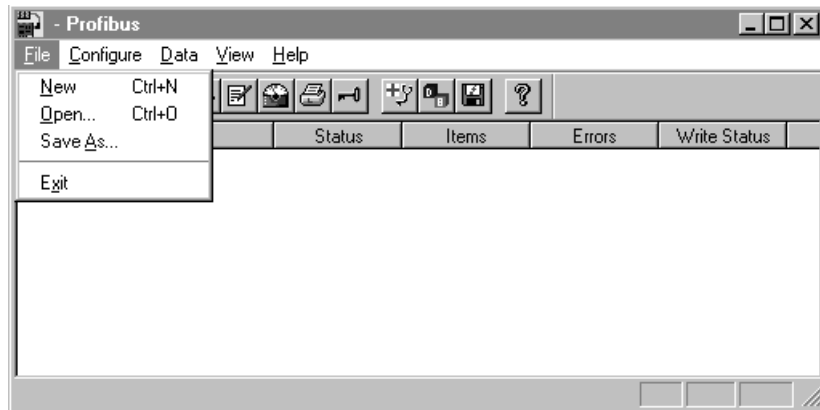 - Profibus
File Configure Data View Help
New Ctrl+N
Open... Ctrl+O
Save As...
Exit
Status Items Errors Write Status